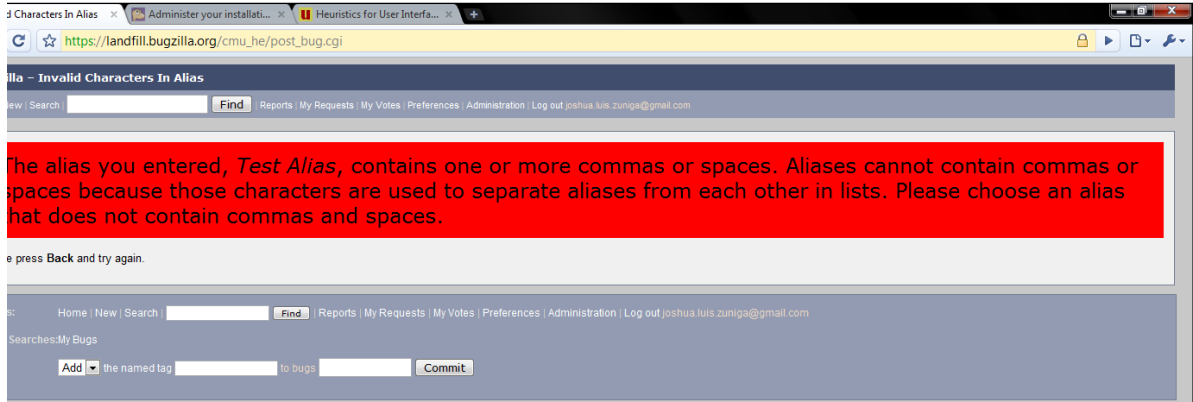 d Characters In Alias Administer your installati... Heuristics for User Interfa...
https://landfill.bugzilla.org/cmu_he/post_bug.cgi
illa – Invalid Characters In Alias
New | Search | Find | Reports | My Requests | My Votes | Preferences | Administration | Log out joshua.luis.zuniga@gmail.com
The alias you entered, Test Alias, contains one or more commas or spaces. Aliases cannot contain commas or
spaces because those characters are used to separate aliases from each other in lists. Please choose an alias
that does not contain commas and spaces.
e press Back and try again.
s: Home | New | Search | Find | Reports | My Requests | My Votes | Preferences | Administration | Log out joshua.luis.zuniga@gmail.com
Searches:My Bugs
Add the named tag to bugs Commit